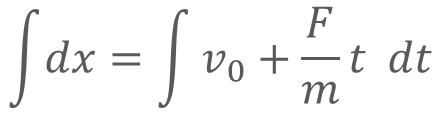 ∫ dx = ∫ v₀ + F/m t dt